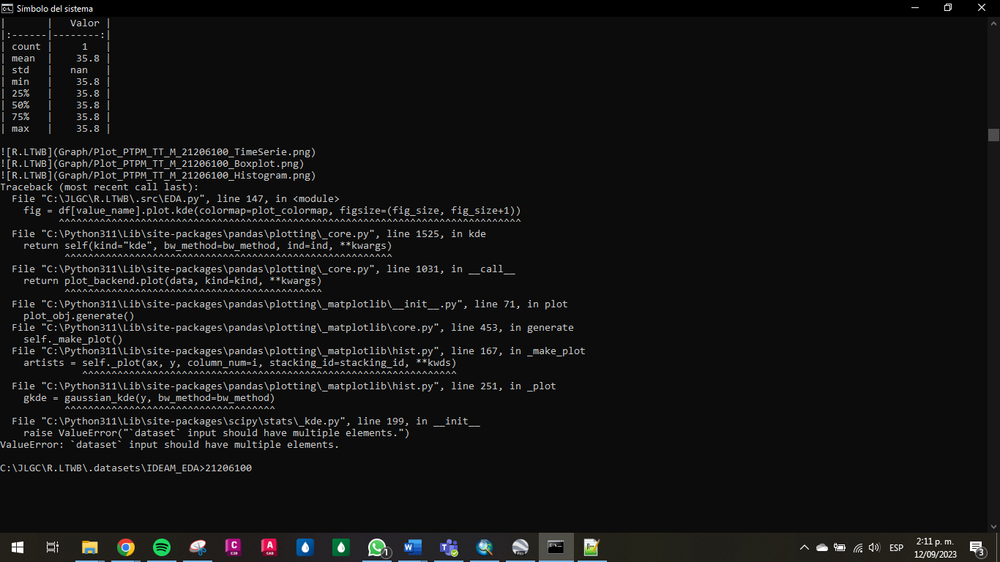 Símbolo del sistema
|       |   Valor |
|:------|--------:|
| count |     1   |
| mean  |    35.8 |
| std   |   nan   |
| min   |    35.8 |
| 25%   |    35.8 |
| 50%   |    35.8 |
| 75%   |    35.8 |
| max   |    35.8 |
![R.LTWB](Graph/Plot_PTPM_TT_M_21206100_TimeSerie.png)
![R.LTWB](Graph/Plot_PTPM_TT_M_21206100_Boxplot.png)
![R.LTWB](Graph/Plot_PTPM_TT_M_21206100_Histogram.png)
Traceback (most recent call last):
  File "C:\JLGC\R.LTWB\.src\EDA.py", line 147, in <module>
    fig = df[value_name].plot.kde(colormap=plot_colormap, figsize=(fig_size, fig_size+1))
          ^^^^^^^^^^^^^^^^^^^^^^^^^^^^^^^^^^^^^^^^^^^^^^^^^^^^^^^^^^^^^^^^^^^^^^^^^^^^^^^
  File "C:\Python311\Lib\site-packages\pandas\plotting\_core.py", line 1525, in kde
    return self(kind="kde", bw_method=bw_method, ind=ind, **kwargs)
           ^^^^^^^^^^^^^^^^^^^^^^^^^^^^^^^^^^^^^^^^^^^^^^^^^^^^^^^^
  File "C:\Python311\Lib\site-packages\pandas\plotting\_core.py", line 1031, in __call__
    return plot_backend.plot(data, kind=kind, **kwargs)
           ^^^^^^^^^^^^^^^^^^^^^^^^^^^^^^^^^^^^^^^^^^^^
  File "C:\Python311\Lib\site-packages\pandas\plotting\_matplotlib\__init__.py", line 71, in plot
    plot_obj.generate()
  File "C:\Python311\Lib\site-packages\pandas\plotting\_matplotlib\core.py", line 453, in generate
    self._make_plot()
  File "C:\Python311\Lib\site-packages\pandas\plotting\_matplotlib\hist.py", line 167, in _make_plot
    artists = self._plot(ax, y, column_num=i, stacking_id=stacking_id, **kwds)
              ^^^^^^^^^^^^^^^^^^^^^^^^^^^^^^^^^^^^^^^^^^^^^^^^^^^^^^^^^^^^^^^^
  File "C:\Python311\Lib\site-packages\pandas\plotting\_matplotlib\hist.py", line 251, in _plot
    gkde = gaussian_kde(y, bw_method=bw_method)
           ^^^^^^^^^^^^^^^^^^^^^^^^^^^^^^^^^^^^
  File "C:\Python311\Lib\site-packages\scipy\stats\_kde.py", line 199, in __init__
    raise ValueError("`dataset` input should have multiple elements.")
ValueError: `dataset` input should have multiple elements.
C:\JLGC\R.LTWB\.datasets\IDEAM_EDA>21206100
ESP
2:11 p. m.
12/09/2023
1
3